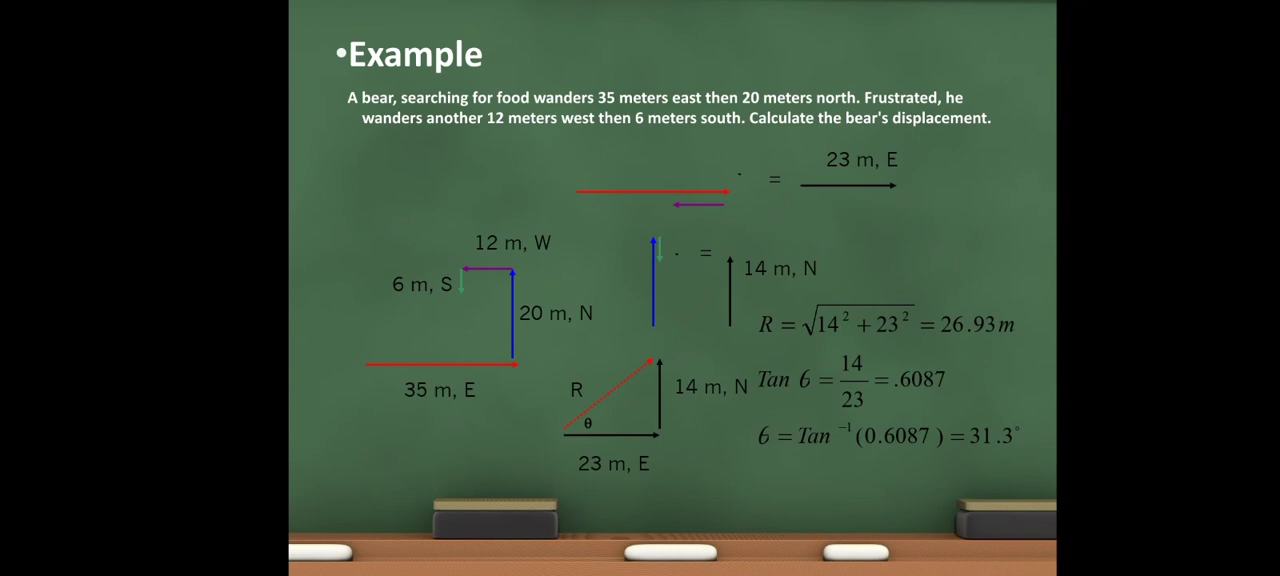 •Example
A bear, searching for food wanders 35 meters east then 20 meters north. Frustrated, he
wanders another 12 meters west then 6 meters south. Calculate the bear's displacement.
23 m, E
=
12 m, W
6 m, S
20 m, N
35 m, E
- =
14 m, N
R = √14² + 23² = 26.93m
Tan θ = 14/23 = .6087
θ = Tan⁻¹(0.6087 ) = 31.3°
R
θ
14 m, N
23 m, E